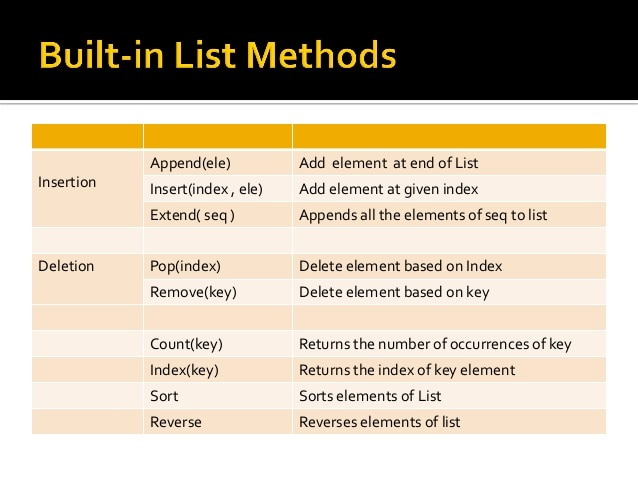 Built-in List Methods
Insertion
Append(ele) Add element at end of List
Insert(index , ele) Add element at given index
Extend( seq ) Appends all the elements of seq to list
Deletion Pop(index) Delete element based on Index
Remove(key) Delete element based on key
Count(key) Returns the number of occurrences of key
Index(key) Returns the index of key element
Sort Sorts elements of List
Reverse Reverses elements of list